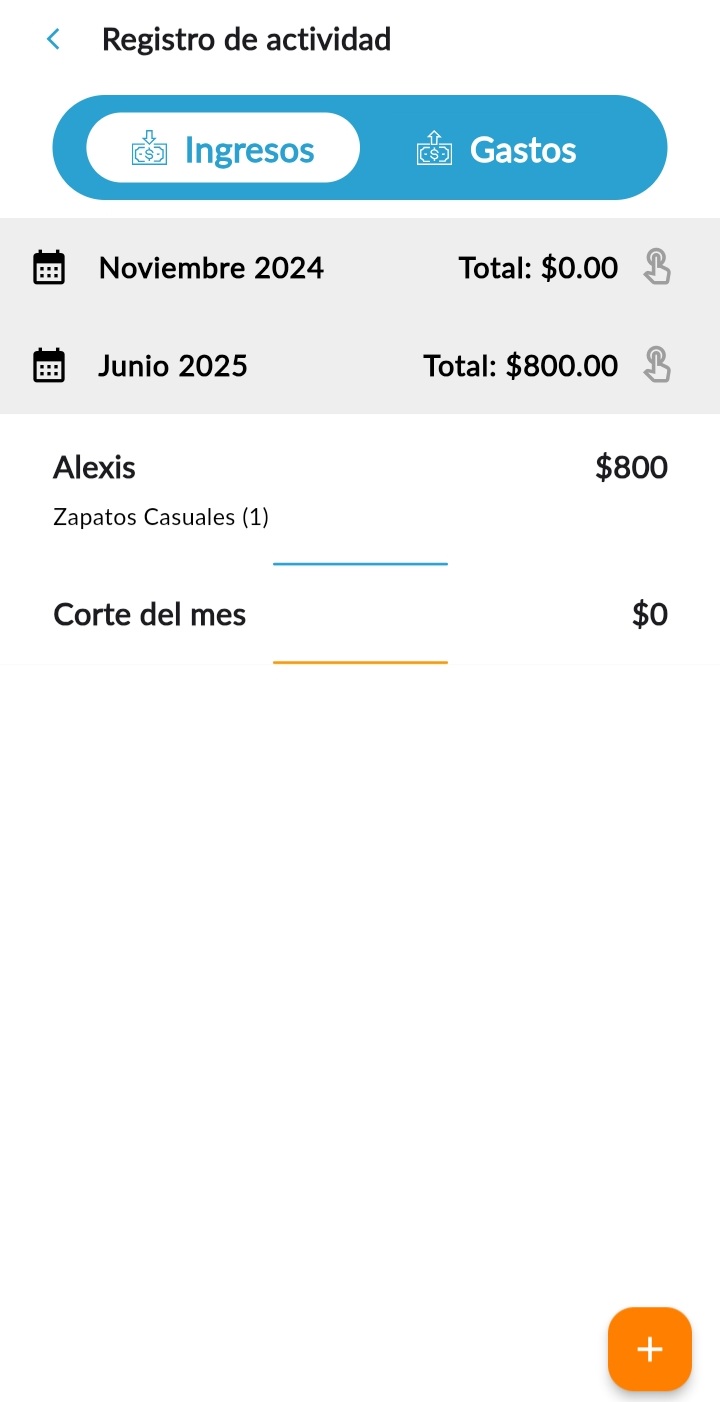 Registro de actividad
Ingresos Gastos
Noviembre 2024 Total: $0.00
Junio 2025 Total: $800.00
Alexis $800
Zapatos Casuales (1)
Corte del mes $0